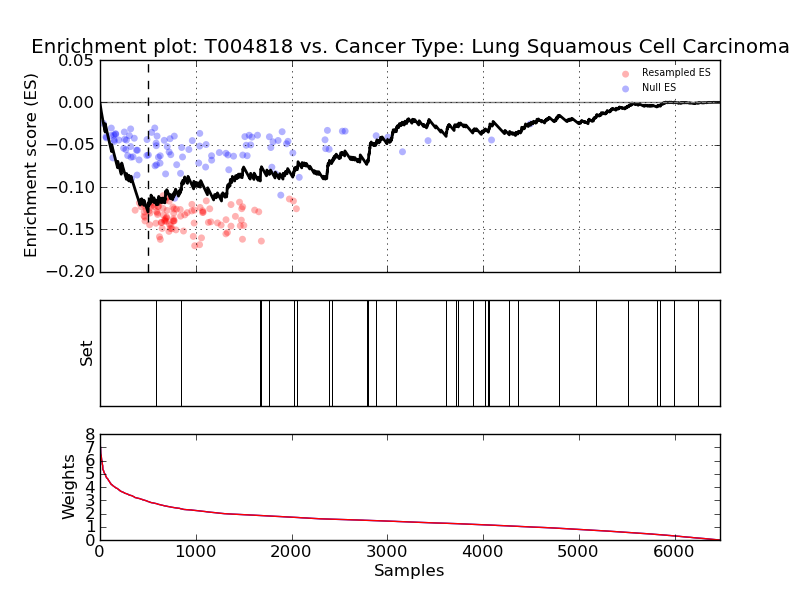 Enrichment plot: T004818 vs. Cancer Type: Lung Squamous Cell Carcinoma
0.05
0.00
−0.05
−0.10
−0.15
−0.20
Enrichment score (ES)
Resampled ES
Null ES
Set
8
7
6
5
4
3
2
1
0
Weights
0 1000 2000 3000 4000 5000 6000
Samples